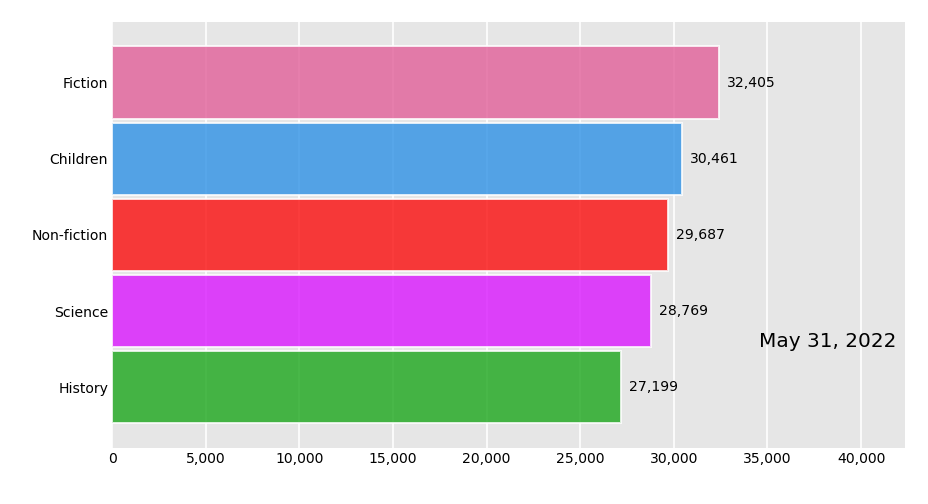 Fiction
32,405
Children
30,461
Non-fiction
29,687
Science
28,769
May 31, 2022
History
27,199
0 5,000 10,000 15,000 20,000 25,000 30,000 35,000 40,000